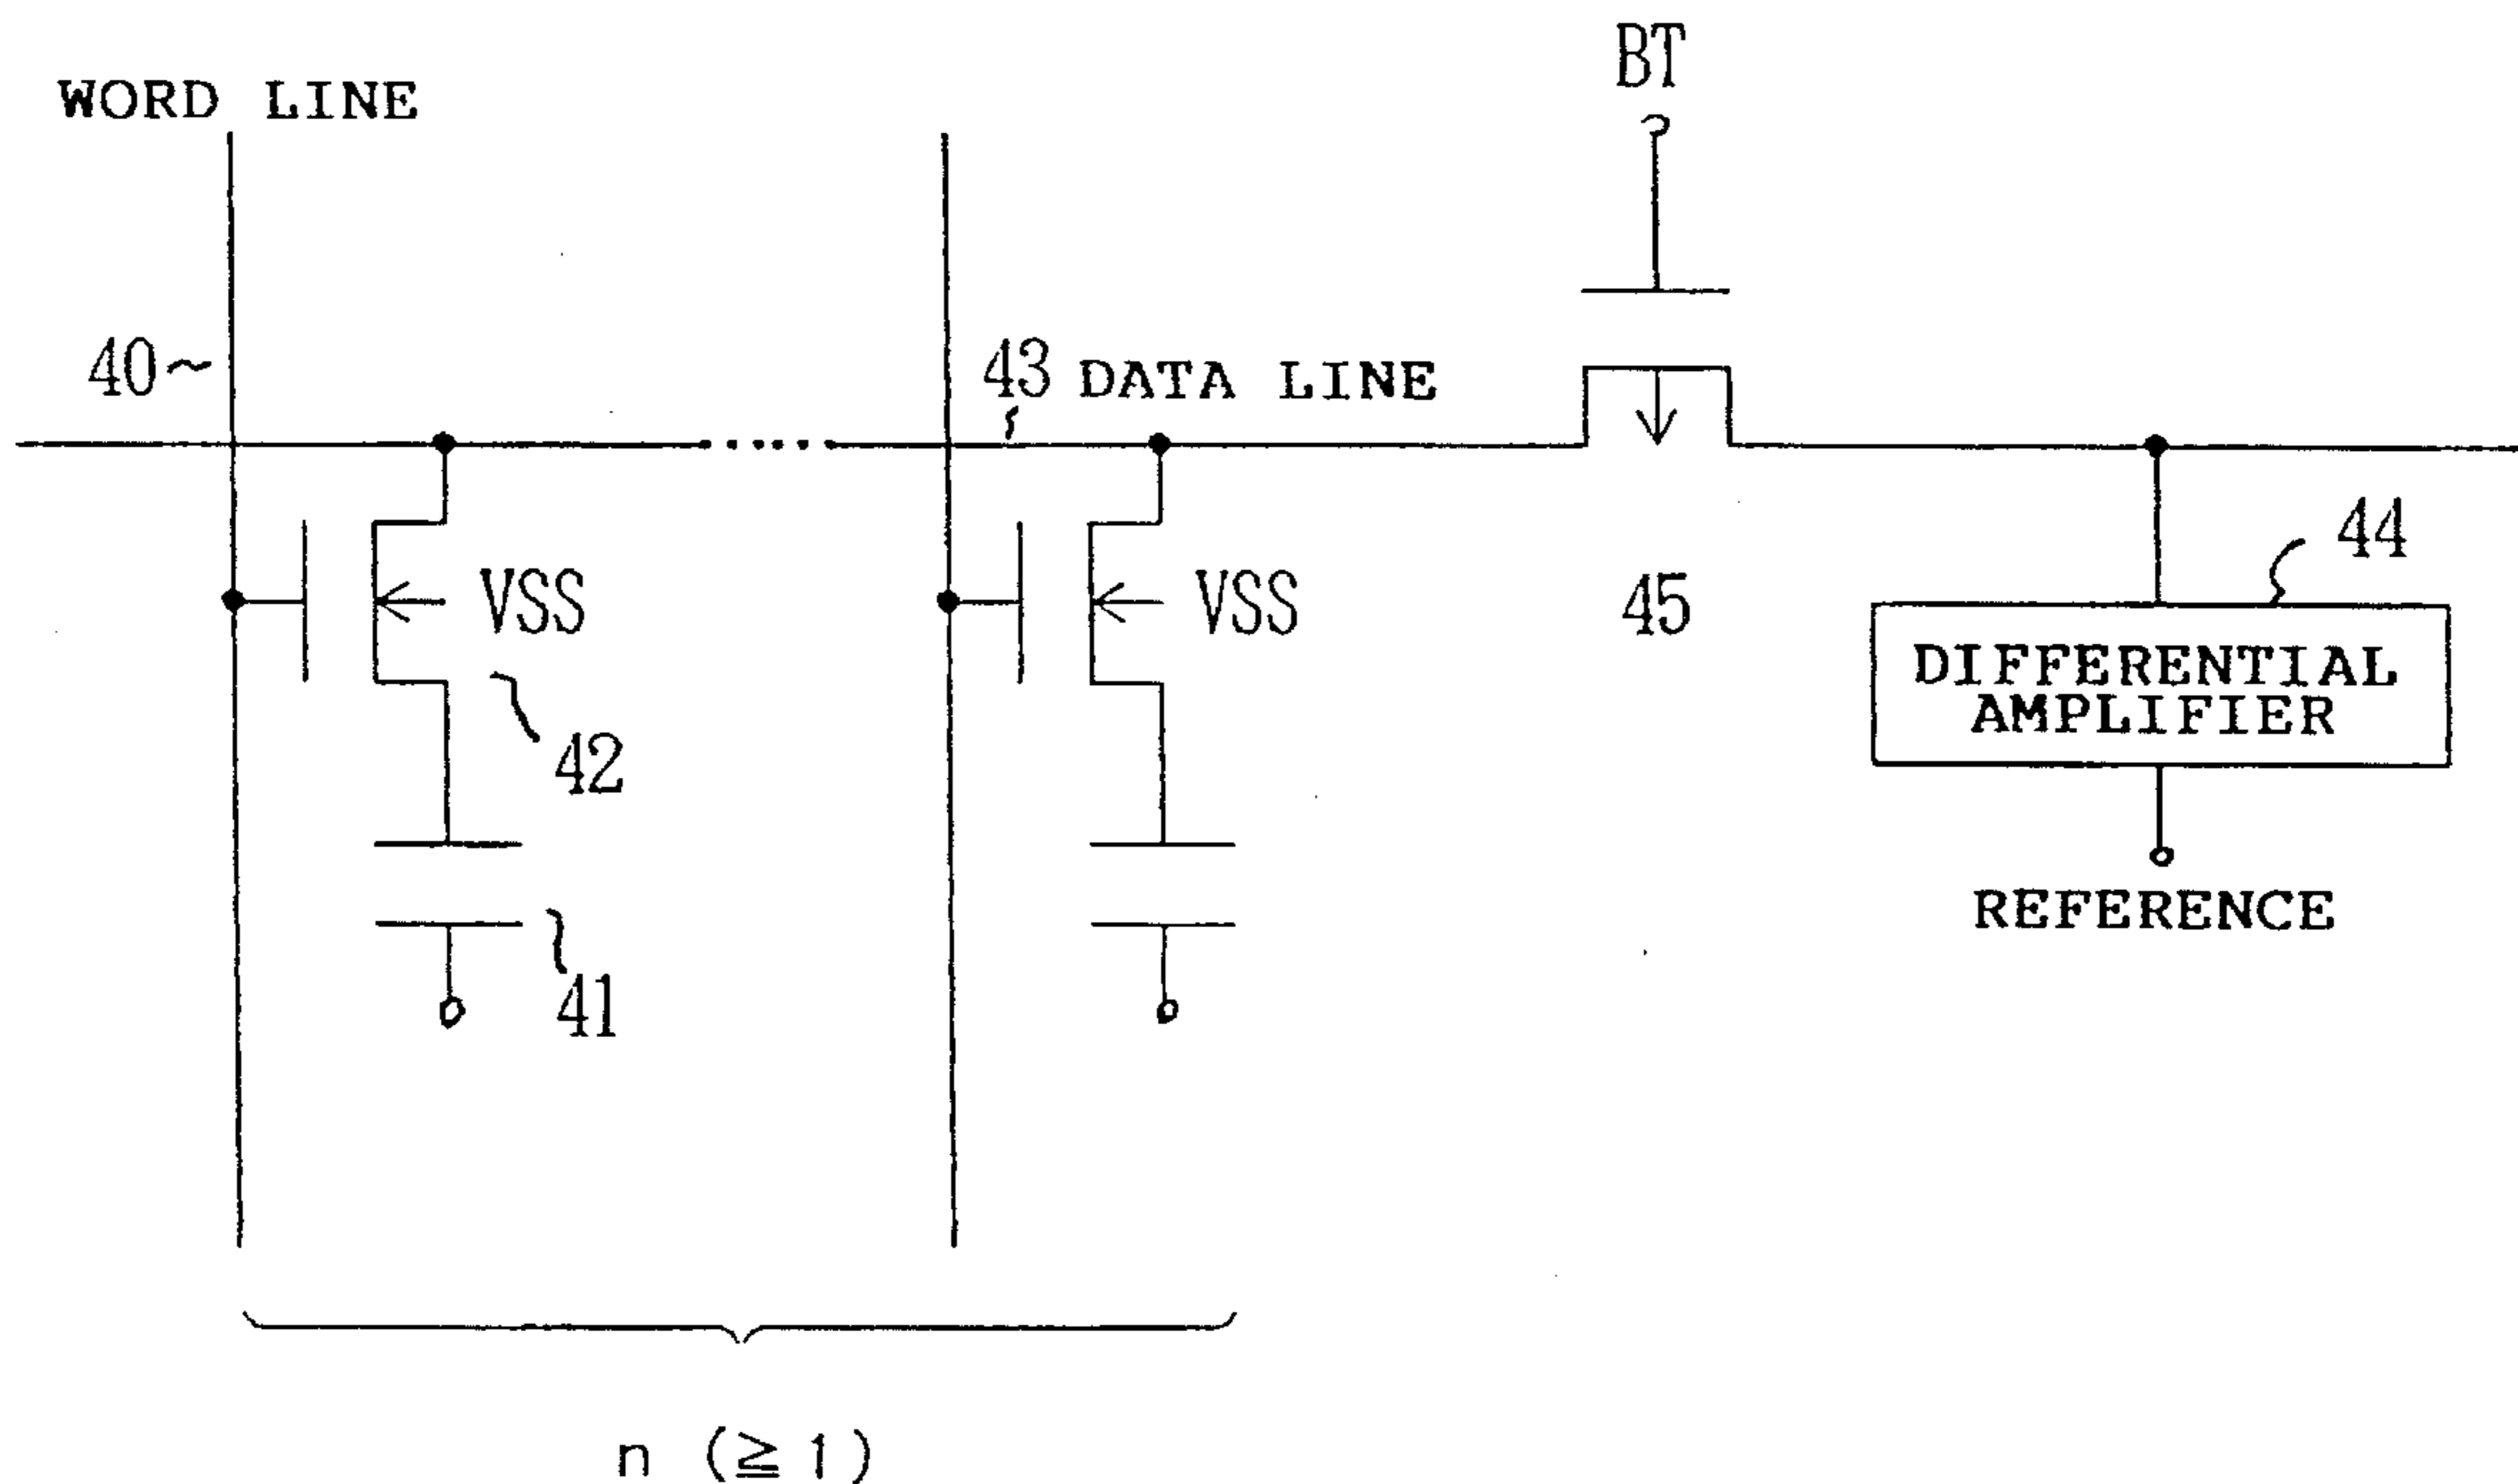 BT
WORD LINE
40
43 DATA LINE
44
VSS
VSS
45
DIFFERENTIAL
AMPLIFIER
42
REFERENCE
41
n (≧ 1)